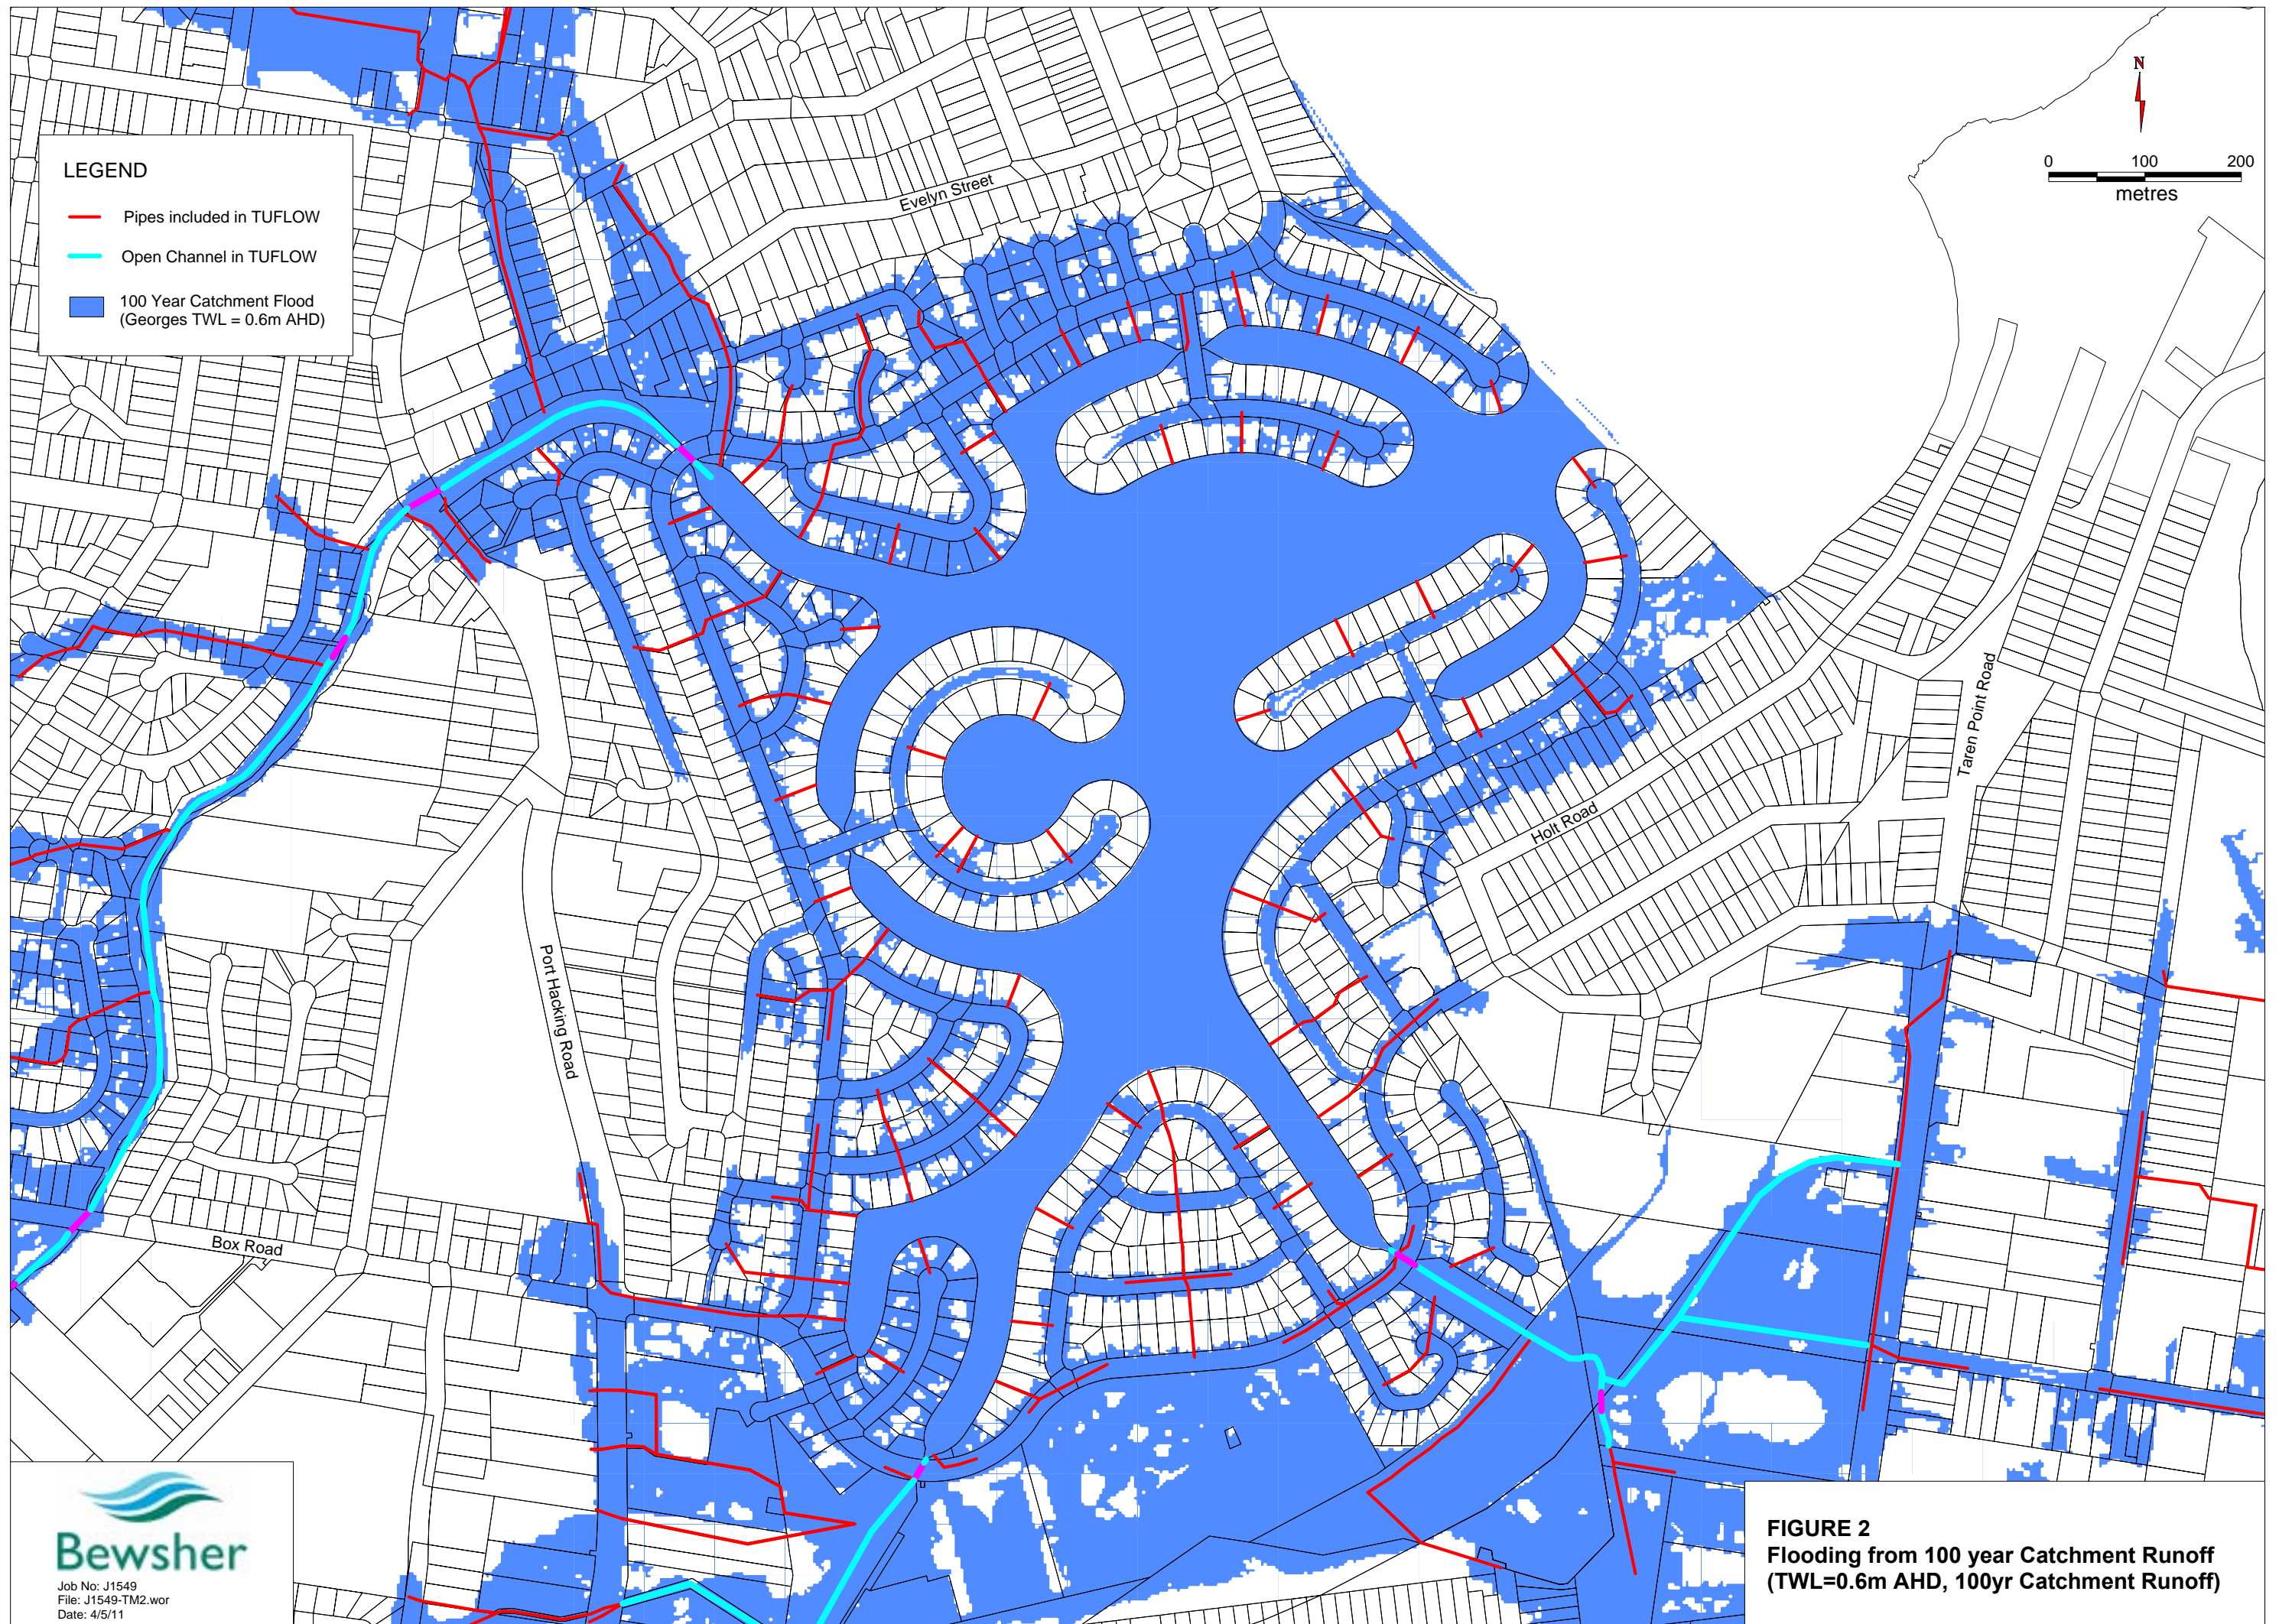 N
0 100 200
metres
LEGEND
Pipes included in TUFLOW
Open Channel in TUFLOW
100 Year Catchment Flood
(Georges TWL = 0.6m AHD)
Evelyn Street
Taren Point Road
Holt Road
Port Hacking Road
Box Road
Bewsher
Job No: J1549
File: J1549-TM2.wor
Date: 4/5/11
FIGURE 2
Flooding from 100 year Catchment Runoff
(TWL=0.6m AHD, 100yr Catchment Runoff)